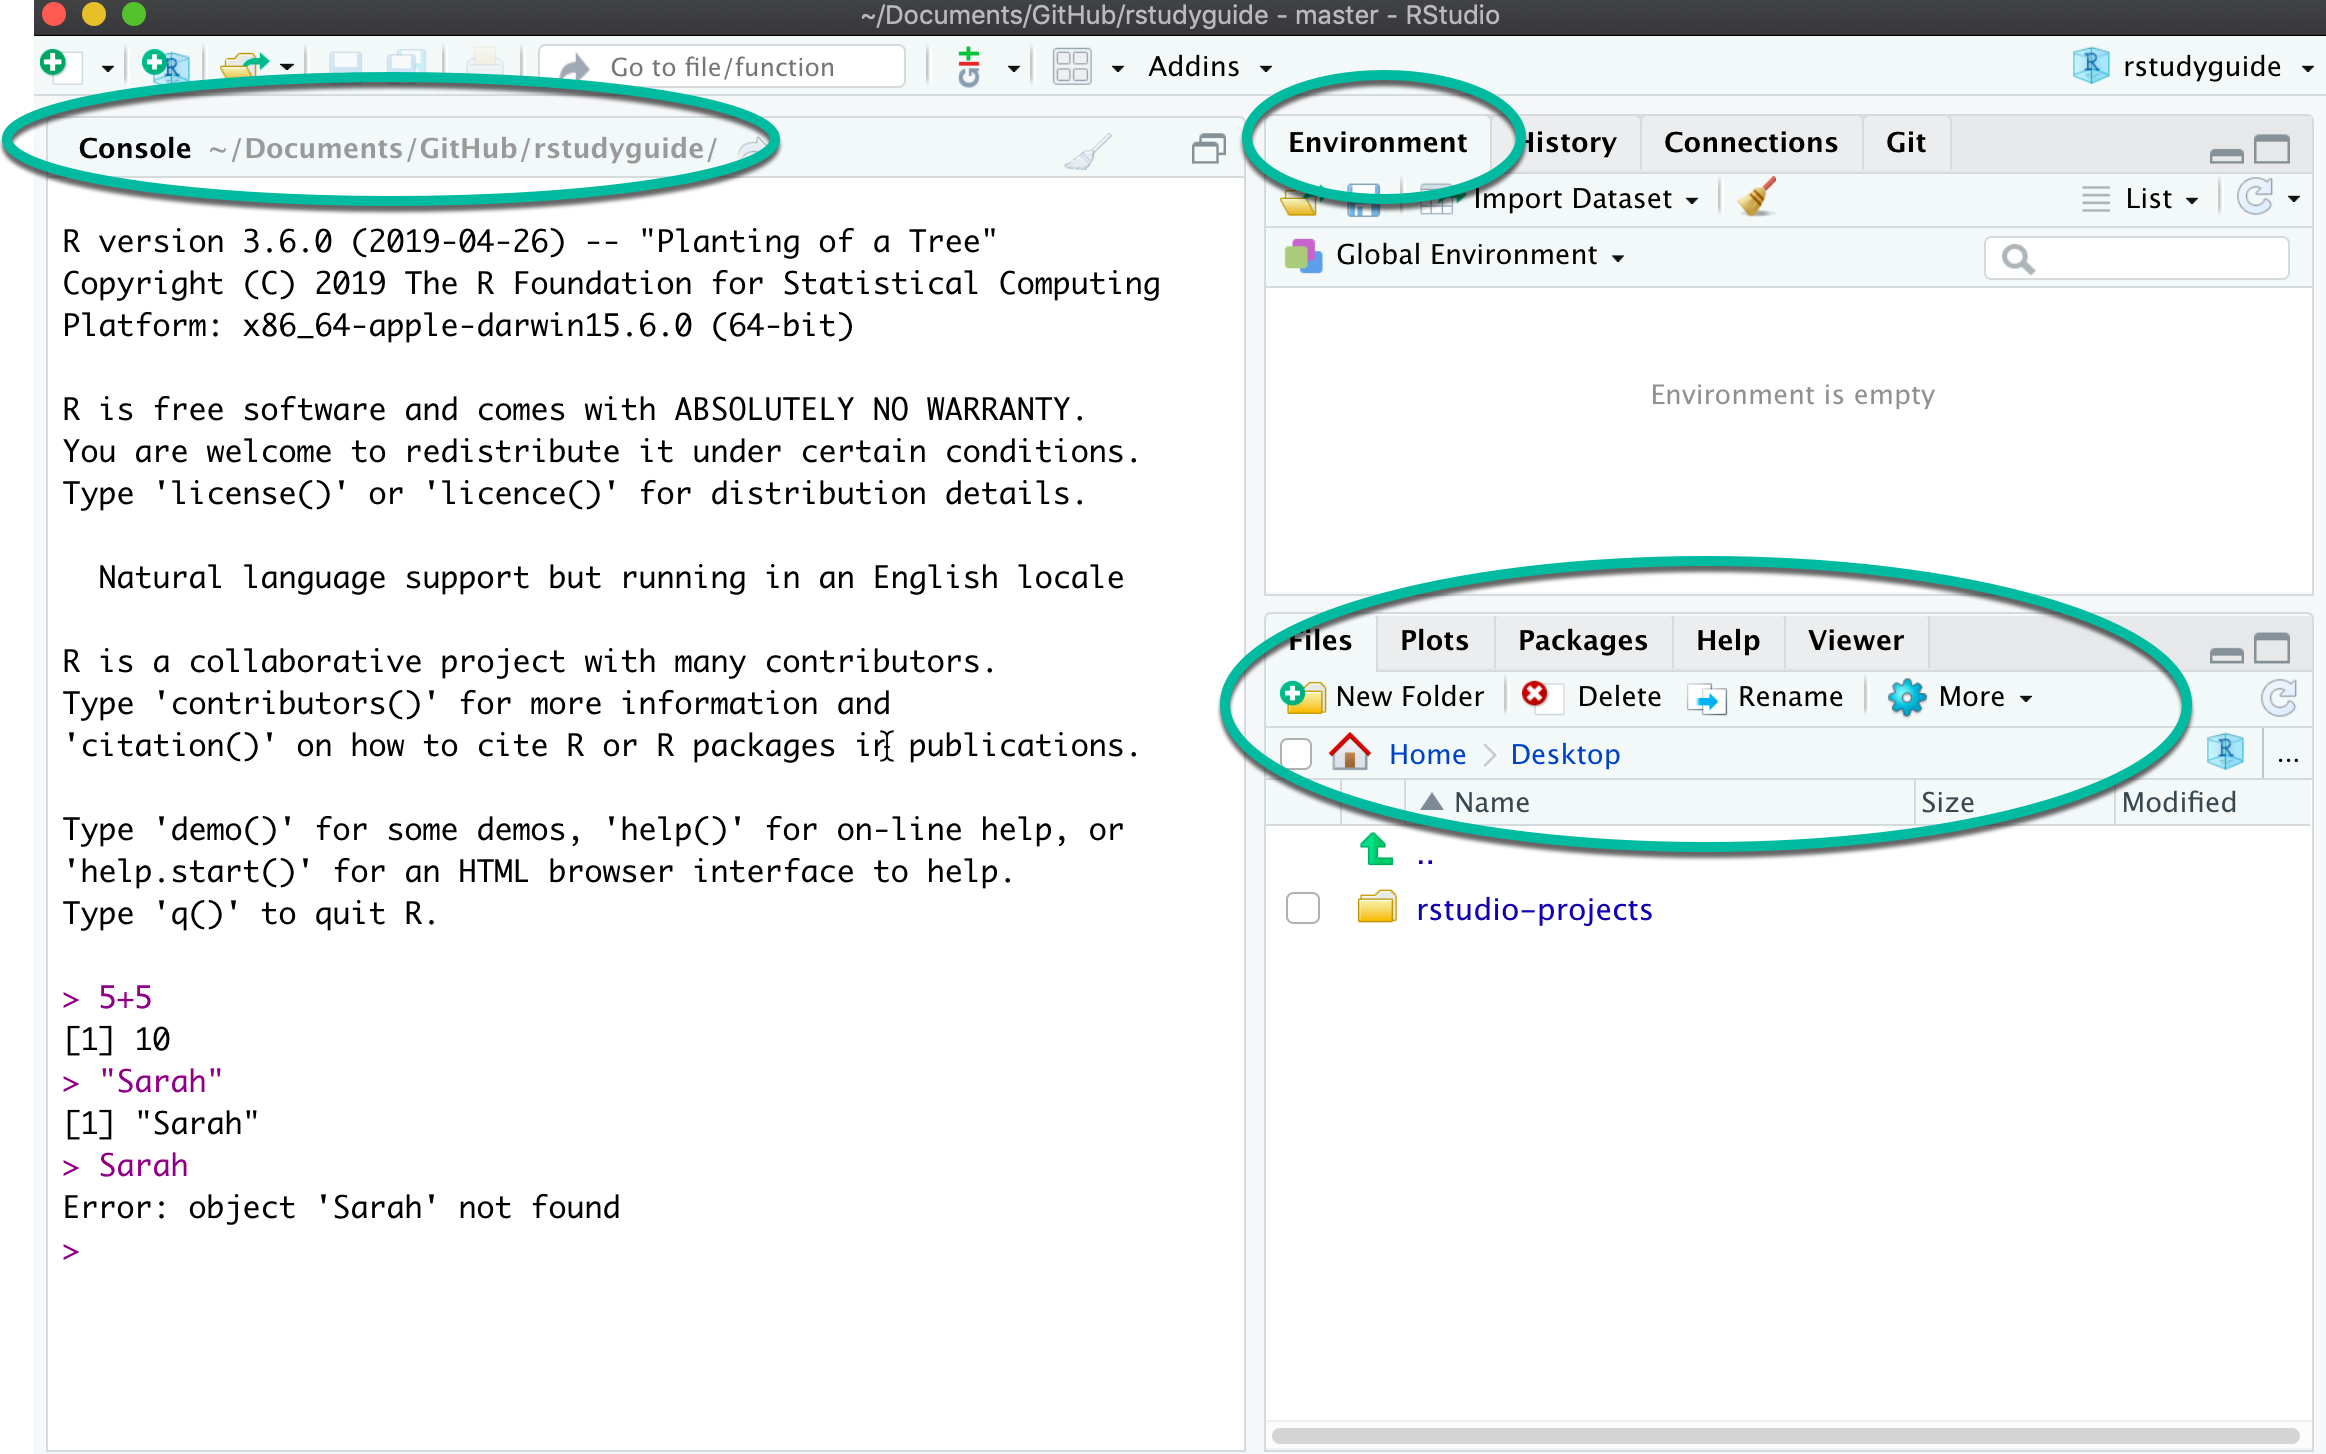 ~/Documents/GitHub/rstudyguide - master - RStudio
Go to file/function
Addins
rstudyguide
Console ~/Documents/GitHub/rstudyguide/
R version 3.6.0 (2019-04-26) -- "Planting of a Tree"
Copyright (C) 2019 The R Foundation for Statistical Computing
Platform: x86_64-apple-darwin15.6.0 (64-bit)
R is free software and comes with ABSOLUTELY NO WARRANTY.
You are welcome to redistribute it under certain conditions.
Type 'license()' or 'licence()' for distribution details.
Natural language support but running in an English locale
R is a collaborative project with many contributors.
Type 'contributors()' for more information and
'citation()' on how to cite R or R packages in publications.
Type 'demo()' for some demos, 'help()' for on-line help, or
'help.start()' for an HTML browser interface to help.
Type 'q()' to quit R.
> 5+5
[1] 10
> "Sarah"
[1] "Sarah"
> Sarah
Error: object 'Sarah' not found
>
Environment History Connections Git
Import Dataset List
Global Environment
Environment is empty
Files Plots Packages Help Viewer
New Folder Delete Rename More
Home Desktop ...
Name Size Modified
..
rstudio-projects